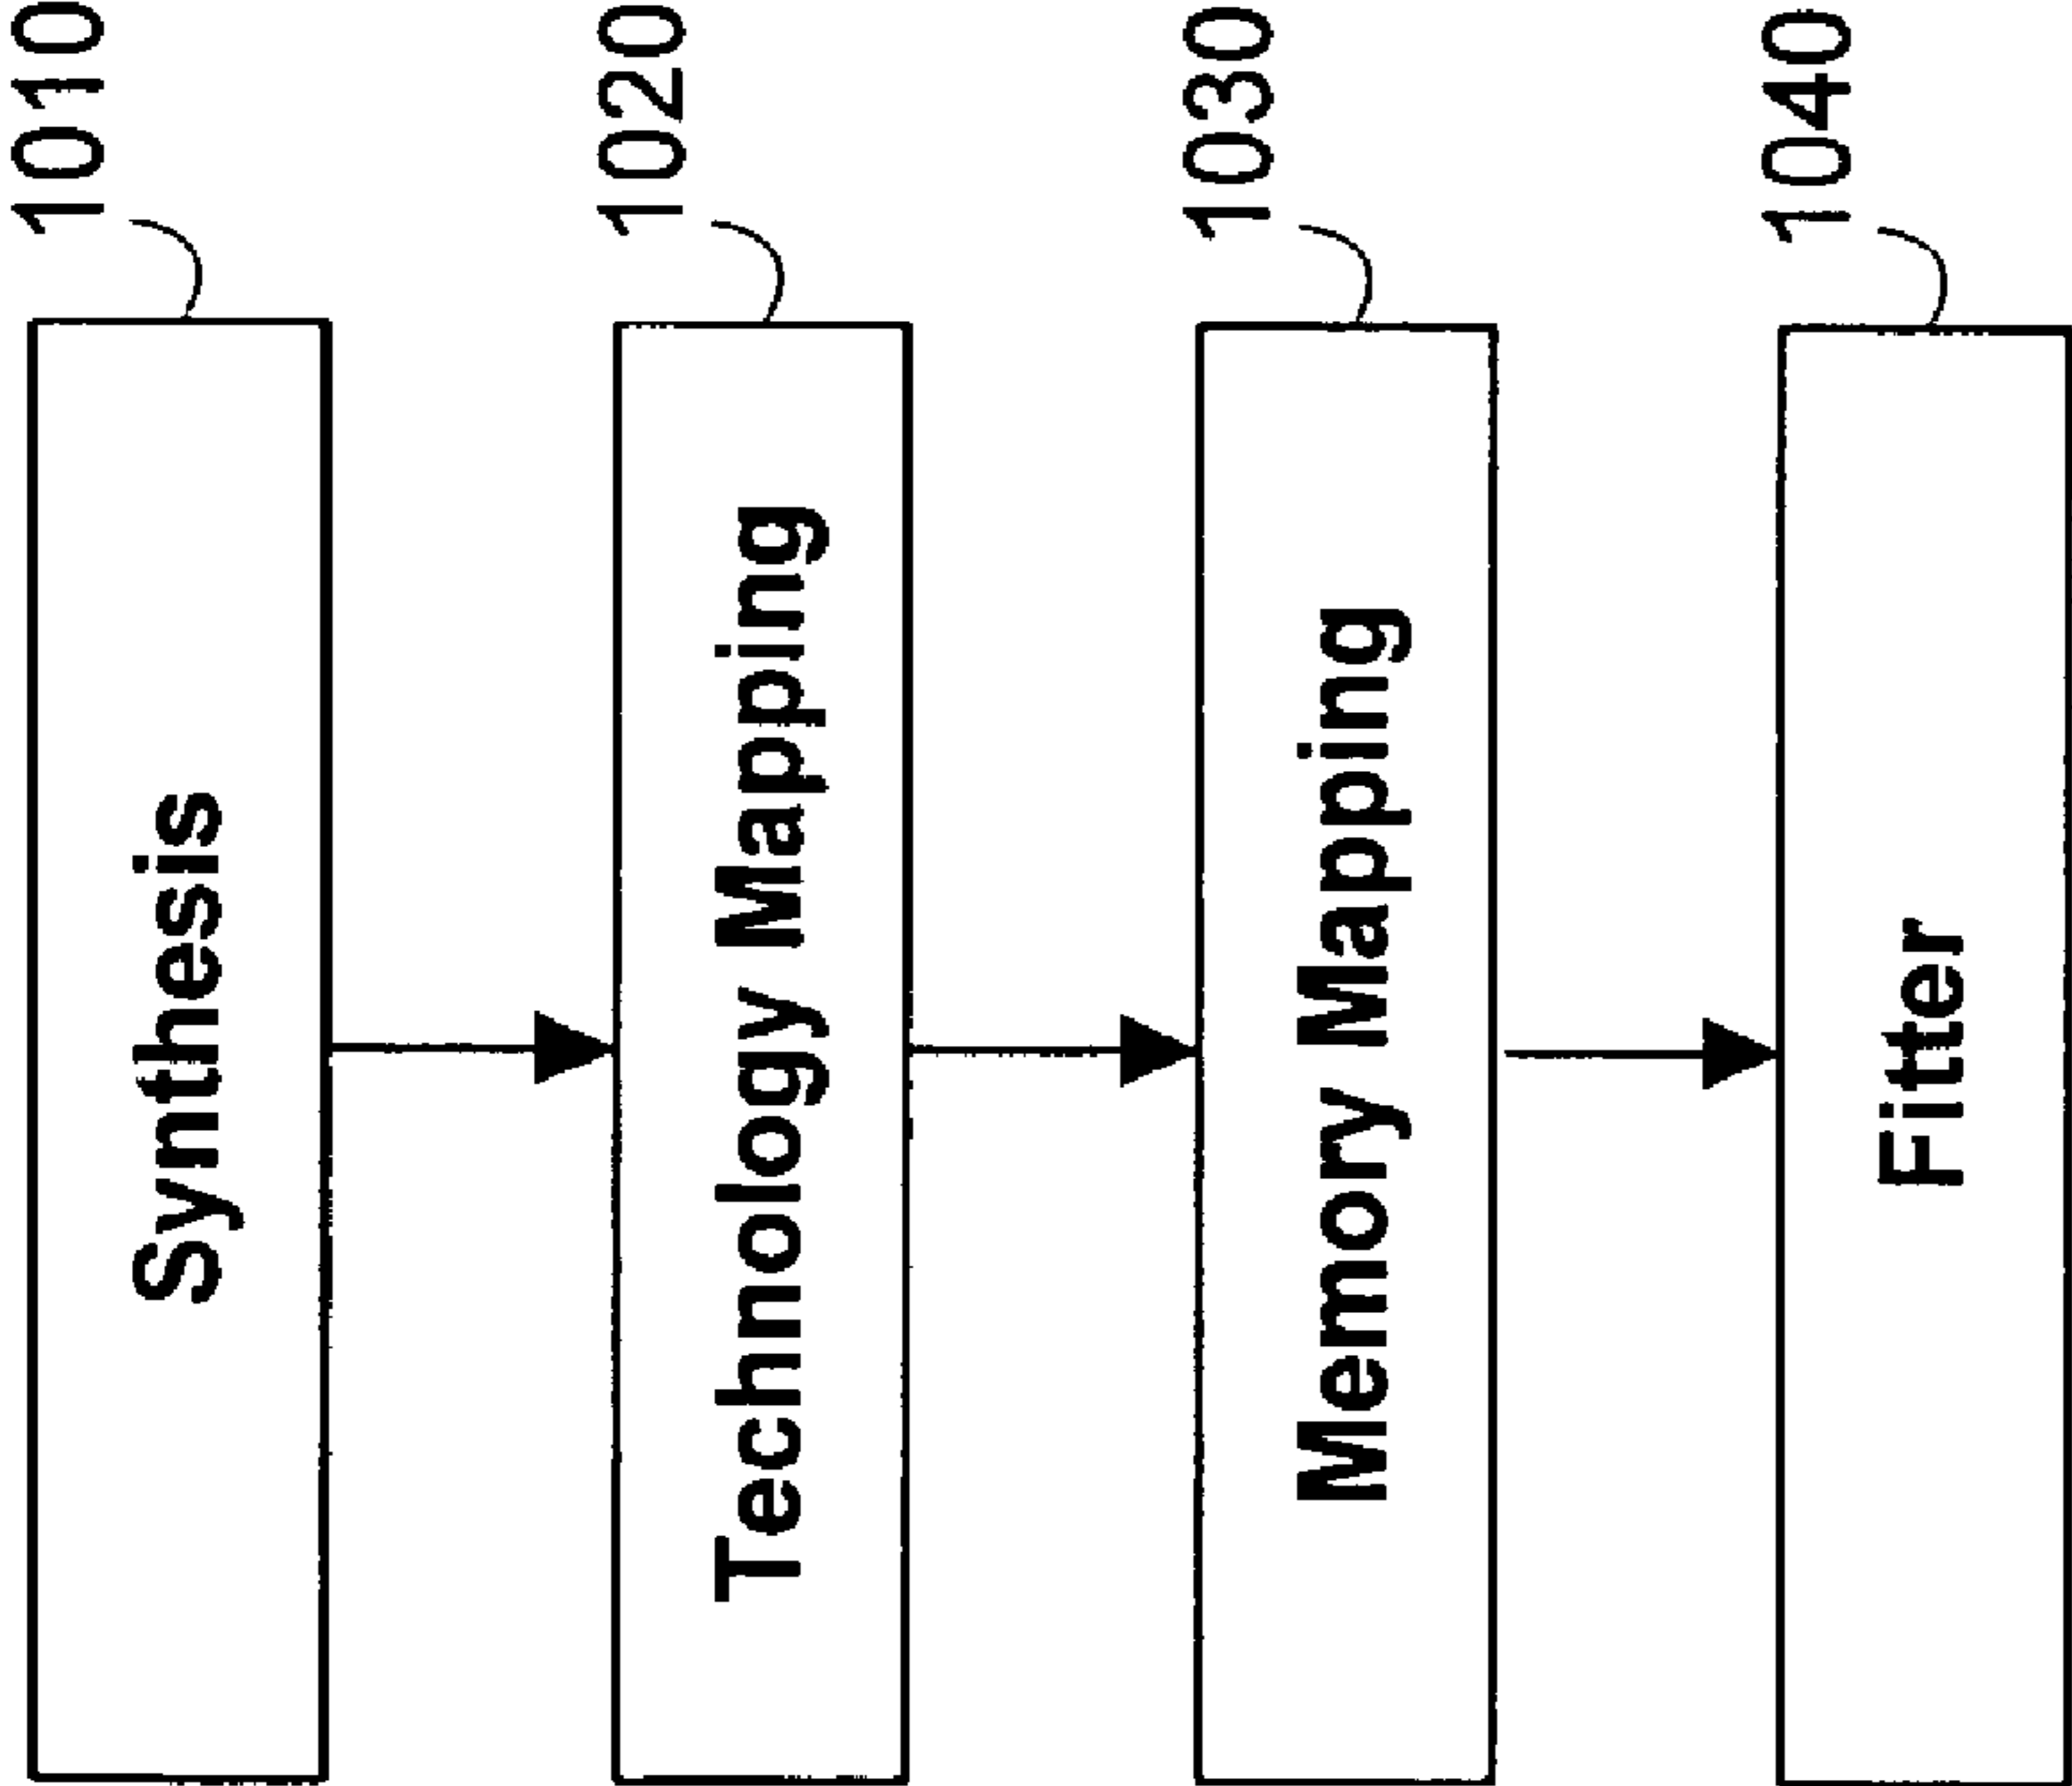 Synthesis
1010
Technology Mapping
1020
Memory Mapping
1030
Fitter
1040